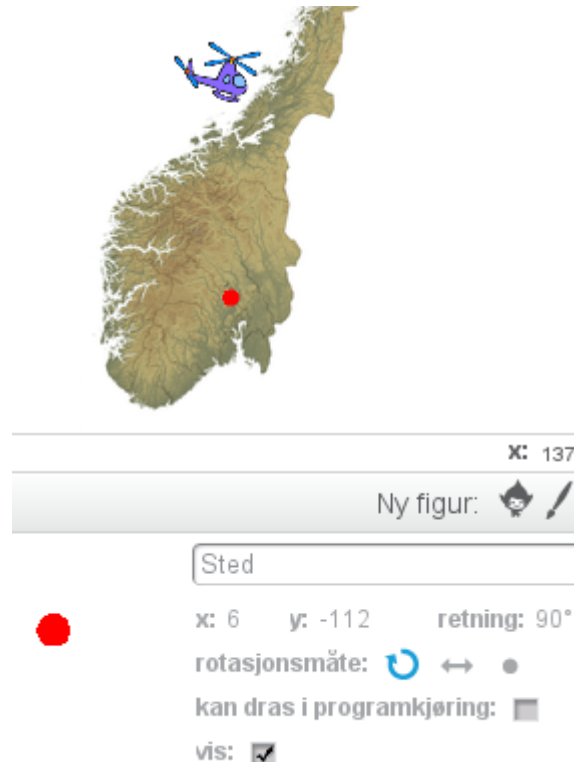 x: 137
Ny figur:
Sted
x: 6 y: -112 retning: 90°
rotasjonsmåte:
kan dras i programkjøring:
vis: